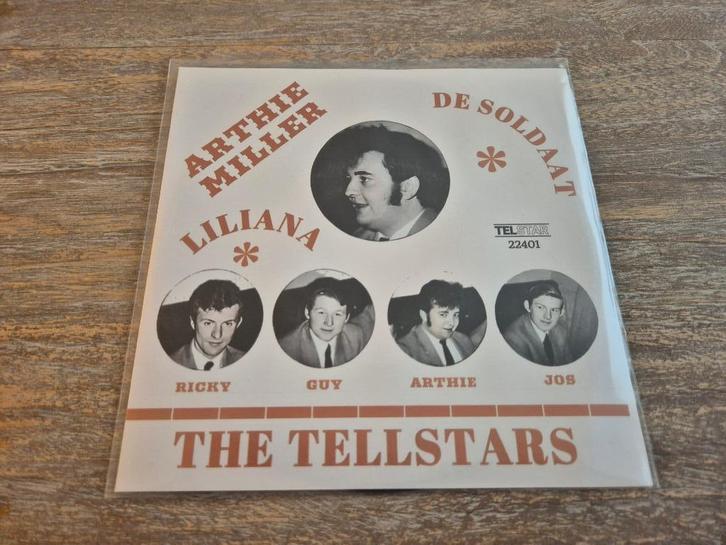 ARTHIE
MILLER
DE SOLDAAT
*
LILIANA
*
TELSTAR
22401
RICKY
GUY
ARTHIE
JOS
THE TELLSTARS